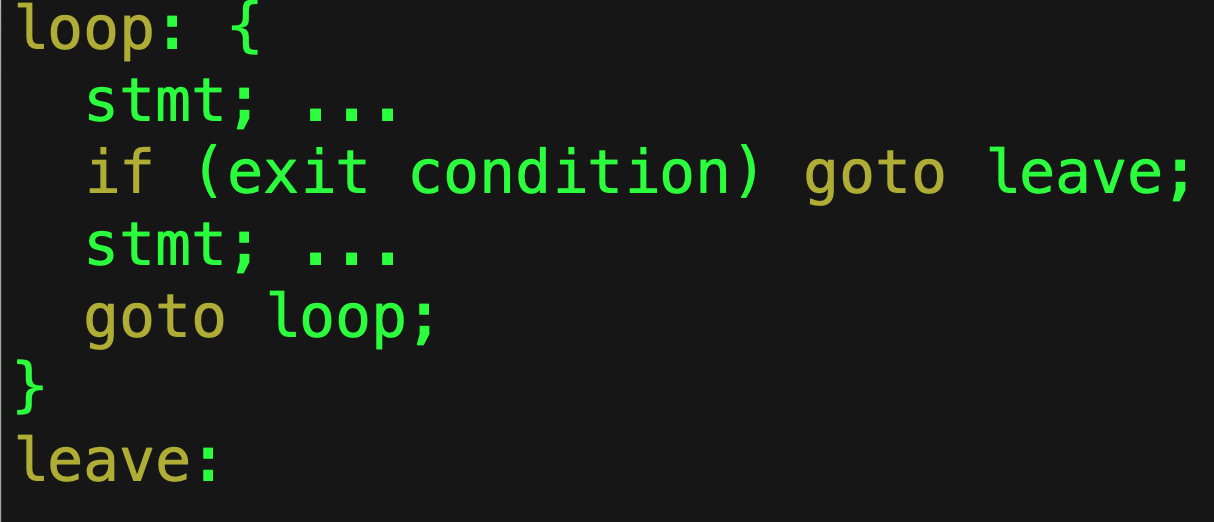 loop: {
  stmt; ...
  if (exit condition) goto leave;
  stmt; ...
  goto loop;
}
leave: